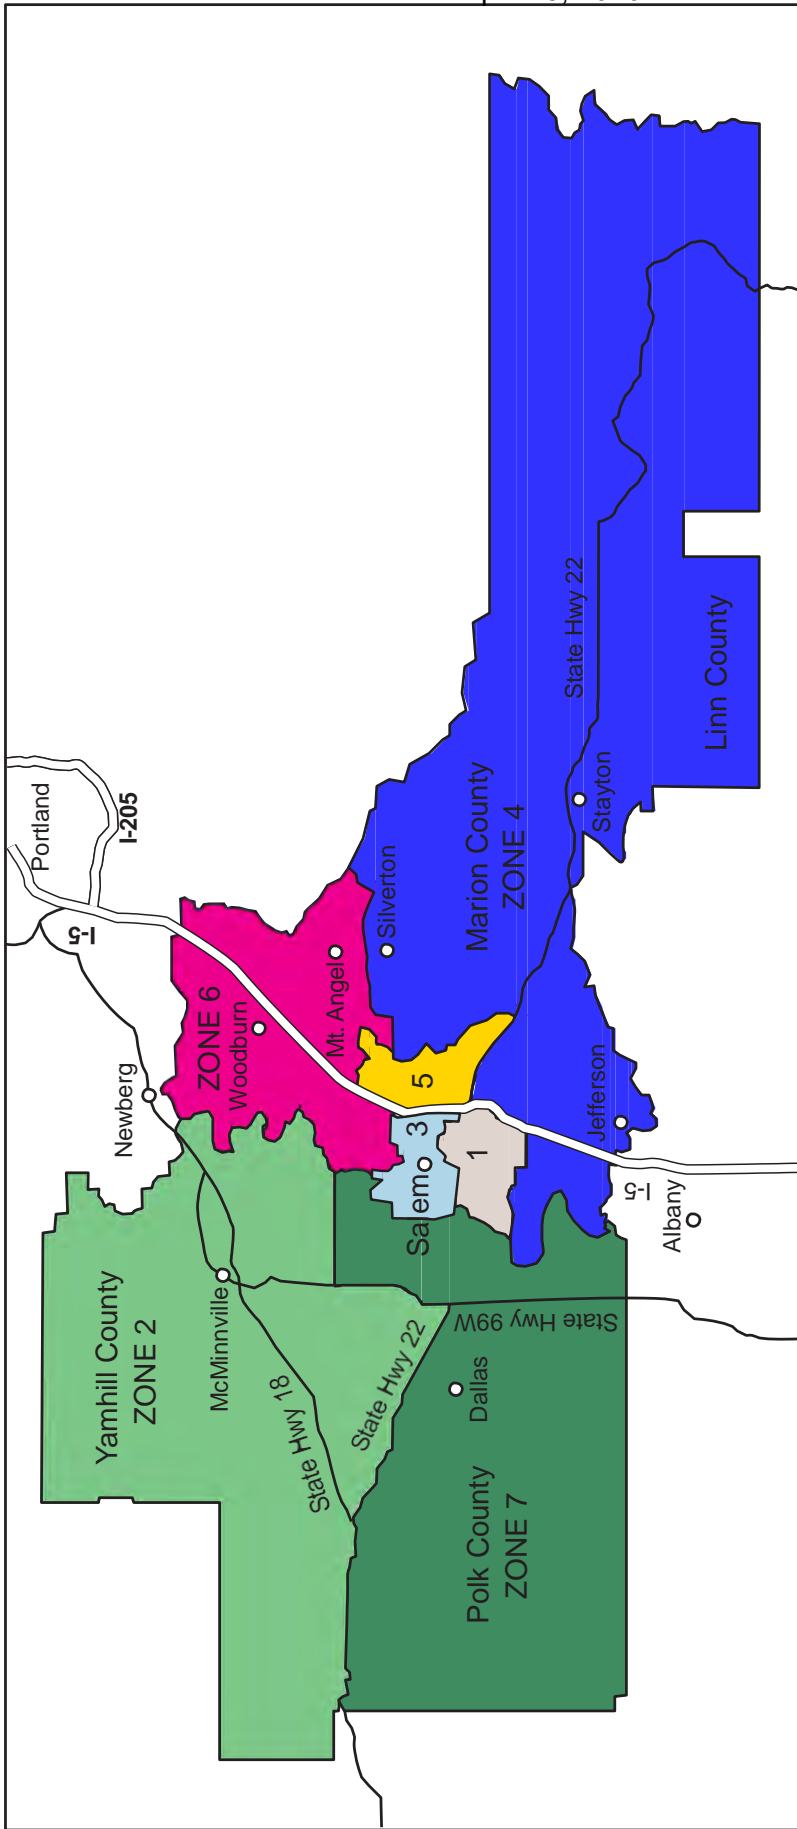 Portland
I-205
I-5
Newberg
ZONE 6
Woodburn
Mt. Angel
Silverton
Yamhill County
ZONE 2
McMinnville
State Hwy 18
State Hwy 22
Salem
3
5
1
Marion County
ZONE 4
State Hwy 22
Stayton
Linn County
Jefferson
I-5
Albany
State Hwy 99W
Dallas
Polk County
ZONE 7